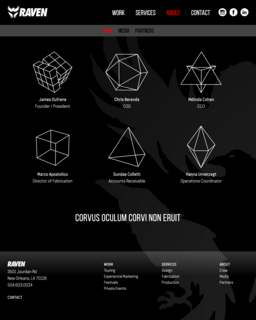 RAVEN
WORK SERVICES ABOUT CONTACT
MEDIA PARTNERS
James Dufrene
Founder / President
Chris Berends
COO
Melinda Cohen
CCO
Marco Apostolico
Director of Fabrication
Sundae Colletti
Accounts Receivable
Hanna Unversagt
Operations Coordinator
CORVUS OCULUM CORVI NON ERUIT
RAVEN
3501 Jourdan Rd
New Orleans, LA 70126
504.603.0024
CONTACT
WORK
Touring
Experiential Marketing
Festivals
Private Events
SERVICES
Design
Fabrication
Production
ABOUT
Crew
Media
Partners